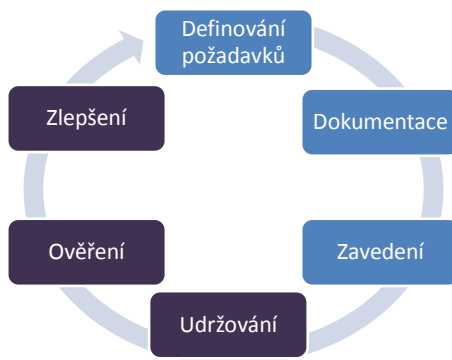 Definování
požadavků
Dokumentace
Zavedení
Udržování
Ověření
Zlepšení